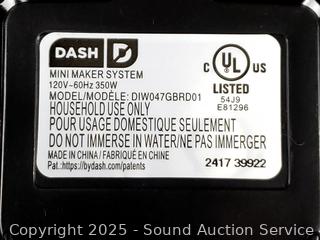 DASH D
MINI MAKER SYSTEM
120V~60Hz 350W
MODEL/MODÈLE: DIW047GBRD01
HOUSEHOLD USE ONLY
POUR USAGE DOMESTIQUE SEULEMENT
DO NOT IMMERSE IN WATER/NE PAS IMMERGER
MADE IN CHINA / FABRIQUÉ EN CHINE
Pat.:https://bydash.com/patents
C UL US
LISTED
54J9
E81296
2417 39922
Copyright 2025 - Sound Auction Service